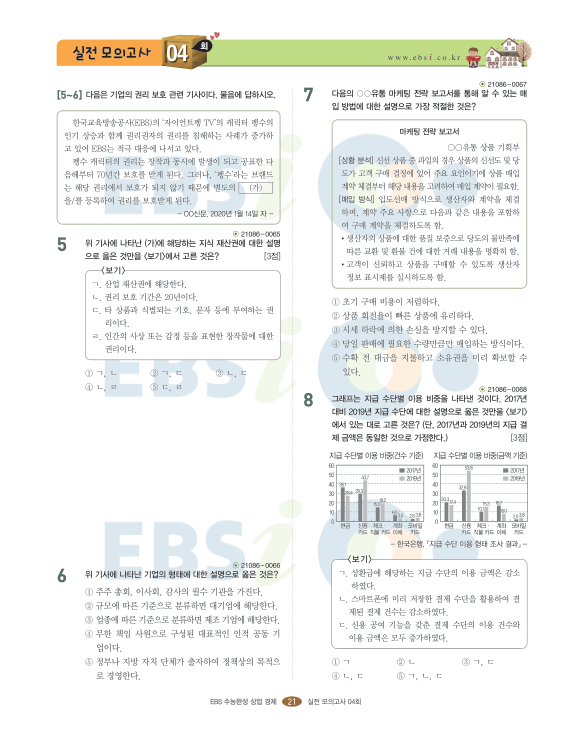 실전 모의고사 04 회
www.ebsi.co.kr
[5~6] 다음은 기업의 권리 보호 관련 기사이다. 물음에 답하시오.
한국교육방송공사(EBS)의 '자이언트펭 TV'의 캐릭터 펭수의
인기 상승과 함께 권리권자의 권리를 침해하는 사례가 증가하
고 있어 EBS는 적극 대응에 나서고 있다.
펭수 캐릭터의 권리는 창작과 동시에 발생이 되고 공표한 다
음해부터 70년간 보호를 받게 된다. 그러나, '펭수'라는 브랜드
는 해당 권리에서 보호가 되지 않기 때문에 별도의 (가)
을/를 등록하여 권리를 보호받게 된다.
- ○○신문, 2020년 1월 14일 자 -
21086-0065
5 위 기사에 나타난 (가)에 해당하는 지식 재산권에 대한 설명
으로 옳은 것만을 <보기>에서 고른 것은? [3점]
<보기>
ㄱ. 산업 재산권에 해당한다.
ㄴ. 권리 보호 기간은 20년이다.
ㄷ. 타 상품과 식별되는 기호, 문자 등에 부여하는 권
리이다.
ㄹ. 인간의 사상 또는 감정 등을 표현한 창작물에 대한
권리이다.
① ㄱ, ㄴ ② ㄱ, ㄷ ③ ㄴ, ㄷ
④ ㄴ, ㄹ ⑤ ㄷ, ㄹ
21086-0066
6 위 기사에 나타난 기업의 형태에 대한 설명으로 옳은 것은?
① 주주 총회, 이사회, 감사의 필수 기관을 가진다.
② 규모에 따른 기준으로 분류하면 대기업에 해당한다.
③ 업종에 따른 기준으로 분류하면 제조 기업에 해당한다.
④ 무한 책임 사원으로 구성된 대표적인 인적 공동 기
업이다.
⑤ 정부나 지방 자치 단체가 출자하여 정책상의 목적으
로 경영한다.
21086-0067
7 다음의 ○○유통 마케팅 전략 보고서를 통해 알 수 있는 매
입 방법에 대한 설명으로 가장 적절한 것은?
마케팅 전략 보고서
○○유통 상품 기획부
[상황 분석] 신선 상품 중 과일의 경우 상품의 신선도 및 당
도가 고객 구매 결정에 있어 주요 요인이기에 상품 매입
계약 체결부터 해당 내용을 고려하여 매입 계약이 필요함.
[매입 방식] 입도선매 방식으로 생산자와 계약을 체결
하며, 계약 주요 사항으로 다음과 같은 내용을 포함하
여 구매 계약을 체결하도록 함.
• 생산자의 상품에 대한 품질 보증으로 당도의 불만족에
따른 교환 및 환불 건에 대한 거래 내용을 명확히 함.
• 고객이 신뢰하고 상품을 구매할 수 있도록 생산자
정보 표시제를 실시하도록 함.
① 초기 구매 비용이 저렴하다.
② 상품 회전율이 빠른 상품에 유리하다.
③ 시세 하락에 의한 손실을 방지할 수 있다.
④ 당일 판매에 필요한 수량만큼만 매입하는 방식이다.
⑤ 수확 전 대금을 지불하고 소유권을 미리 확보할 수
있다.
21086-0068
8 그래프는 지급 수단별 이용 비중을 나타낸 것이다. 2017년
대비 2019년 지급 수단에 대한 설명으로 옳은 것만을 <보기>
에서 있는 대로 고른 것은? (단, 2017년과 2019년의 지급 결
제 금액은 동일한 것으로 가정한다.) [3점]
지급 수단별 이용 비중(건수 기준) 지급 수단별 이용 비중(금액 기준)
60
50
40
30
20
10
0
2017년
2019년
현금 신용 체크 계좌 모바일
카드 직불 카드 이체 카드
60
50
40
30
20
10
0
2017년
2019년
현금 신용 체크 계좌 모바일
카드 직불 카드 이체 카드
- 한국은행, 「지급 수단 이용 형태 조사 결과」 -
<보기>
ㄱ. 상환금에 해당하는 지급 수단의 이용 금액은 감소
하였다.
ㄴ. 스마트폰에 미리 저장한 결제 수단을 활용하여 결
제된 결제 건수는 감소하였다.
ㄷ. 신용 공여 기능을 갖춘 결제 수단의 이용 건수와
이용 금액은 모두 증가하였다.
① ㄱ ② ㄴ ③ ㄱ, ㄷ
④ ㄴ, ㄷ ⑤ ㄱ, ㄴ, ㄷ
EBS 수능완성 상업 경제 21 실전 모의고사 04회